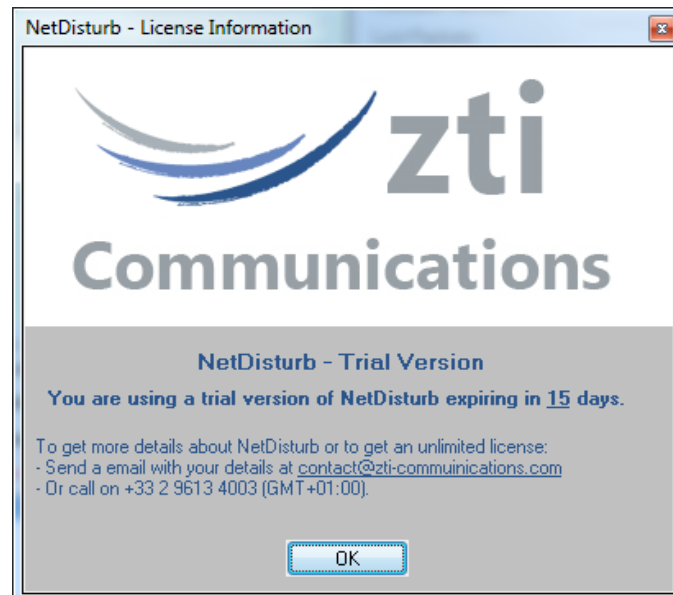 NetDisturb - License Information
zti
Communications
NetDisturb - Trial Version
You are using a trial version of NetDisturb expiring in 15 days.
To get more details about NetDisturb or to get an unlimited license:
- Send a email with your details at contact@zti-commuinications.com
- Or call on +33 2 9613 4003 (GMT+01:00).
OK